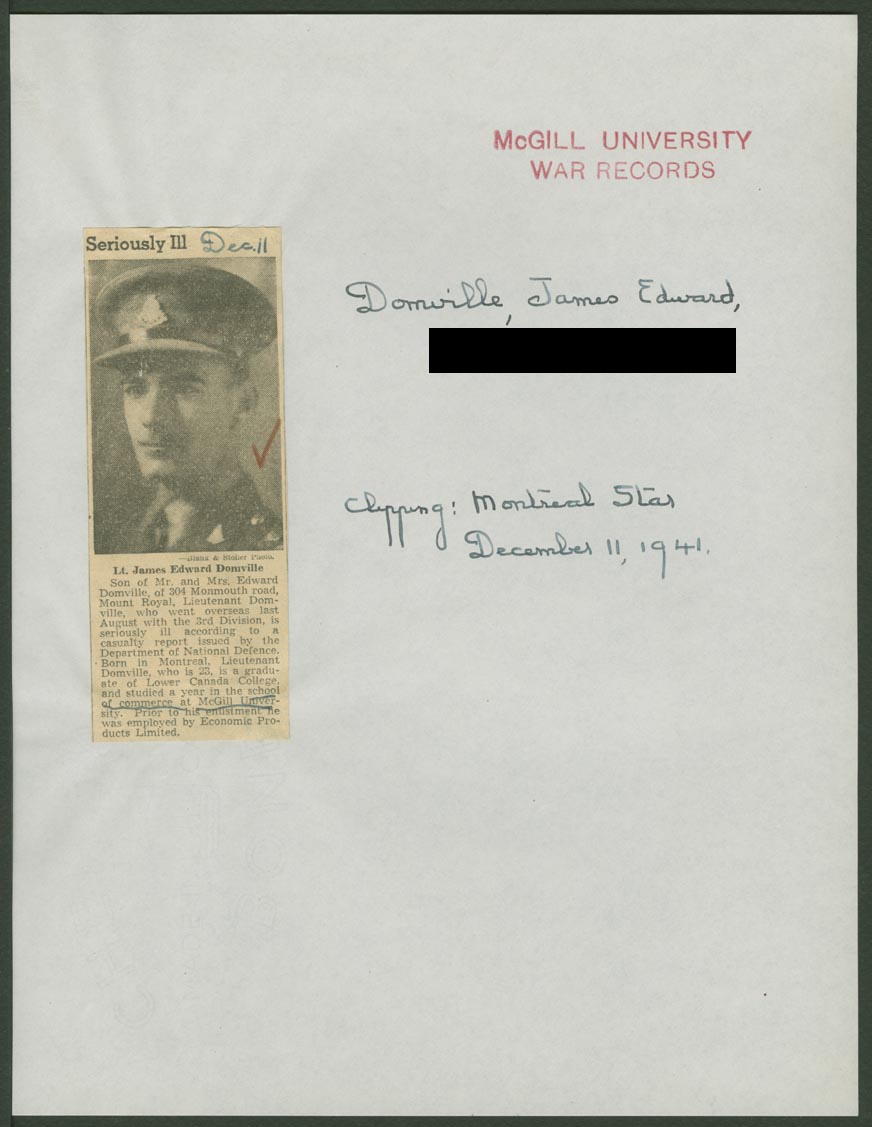 McGILL UNIVERSITY
WAR RECORDS
Seriously Ill Dec. 11
Domville, James Edward,
Clipping: Montreal Star
December 11, 1941.
& Photo.
Lt. James Edward Domville
Son of Mr. and Mrs. Edward
Domville, of 304 Monmouth road,
Mount Royal, Lieutenant Dom-
ville, who went overseas last
August with the 3rd Division, is
seriously ill according to a
casualty report issued by the
Department of National Defence.
Born in Montreal, Lieutenant
Domville, who is 23, is a gradu-
ate of Lower Canada College,
and studied a year in the school
of commerce at McGill Univer-
sity. Prior to his enlistment he
was employed by Economic Pro-
ducts Limited.